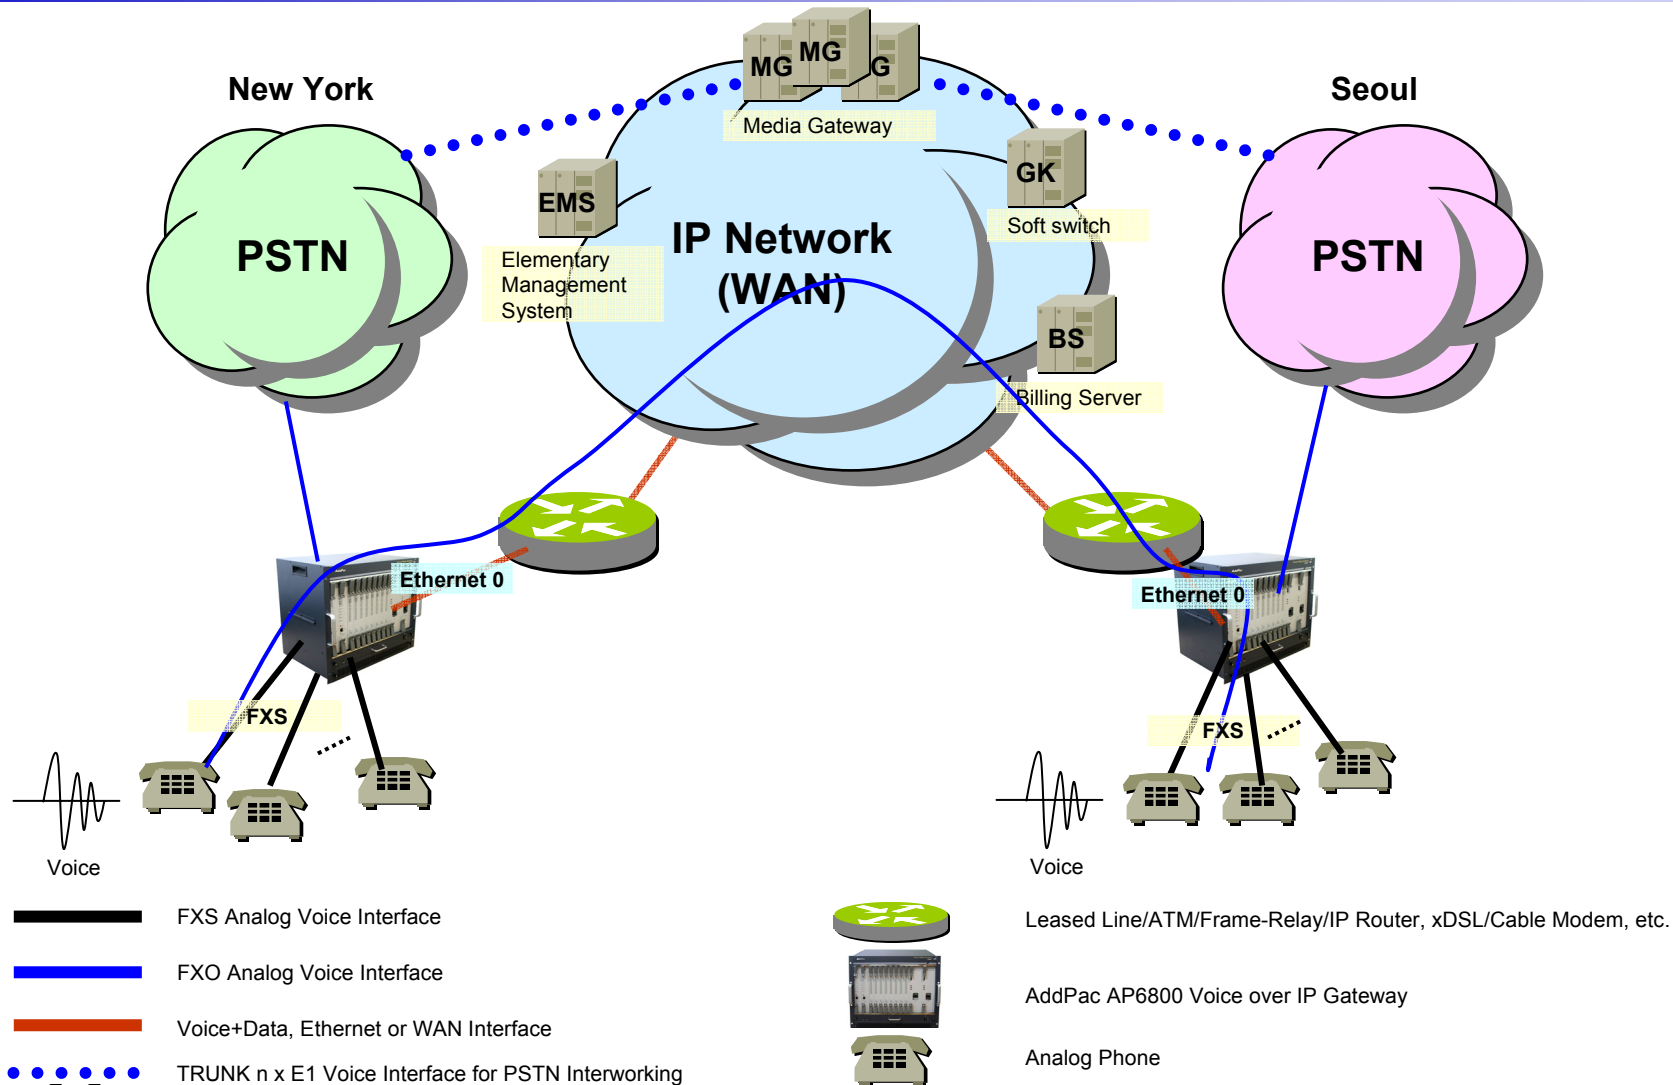 New York
Seoul
MG
MG
G
Media Gateway
EMS
Elementary
Management
System
GK
Soft switch
PSTN
IP Network
(WAN)
PSTN
BS
Billing Server
Ethernet 0
Ethernet 0
FXS
FXS
Voice
Voice
FXS Analog Voice Interface
FXO Analog Voice Interface
Voice+Data, Ethernet or WAN Interface
TRUNK n x E1 Voice Interface for PSTN Interworking
Leased Line/ATM/Frame-Relay/IP Router, xDSL/Cable Modem, etc.
AddPac AP6800 Voice over IP Gateway
Analog Phone